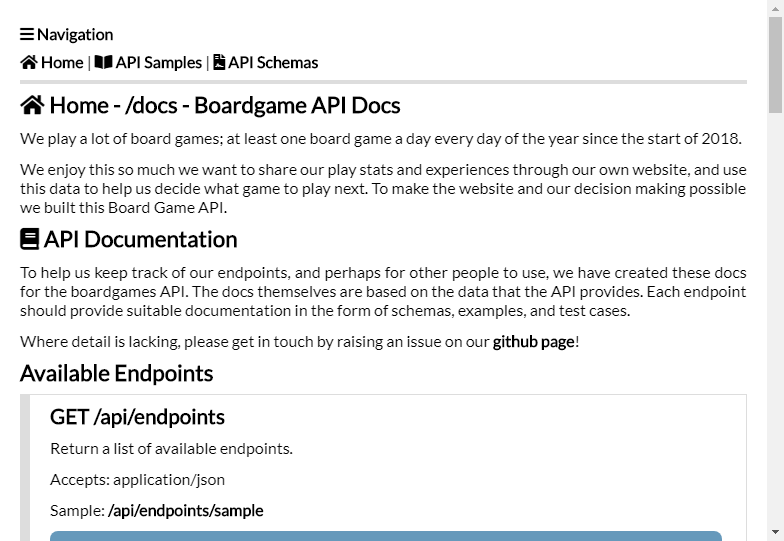 Navigation
Home | API Samples | API Schemas
Home - /docs - Boardgame API Docs
We play a lot of board games; at least one board game a day every day of the year since the start of 2018.
We enjoy this so much we want to share our play stats and experiences through our own website, and use
this data to help us decide what game to play next. To make the website and our decision making possible
we built this Board Game API.
API Documentation
To help us keep track of our endpoints, and perhaps for other people to use, we have created these docs
for the boardgames API. The docs themselves are based on the data that the API provides. Each endpoint
should provide suitable documentation in the form of schemas, examples, and test cases.
Where detail is lacking, please get in touch by raising an issue on our github page!
Available Endpoints
GET /api/endpoints
Return a list of available endpoints.
Accepts: application/json
Sample: /api/endpoints/sample